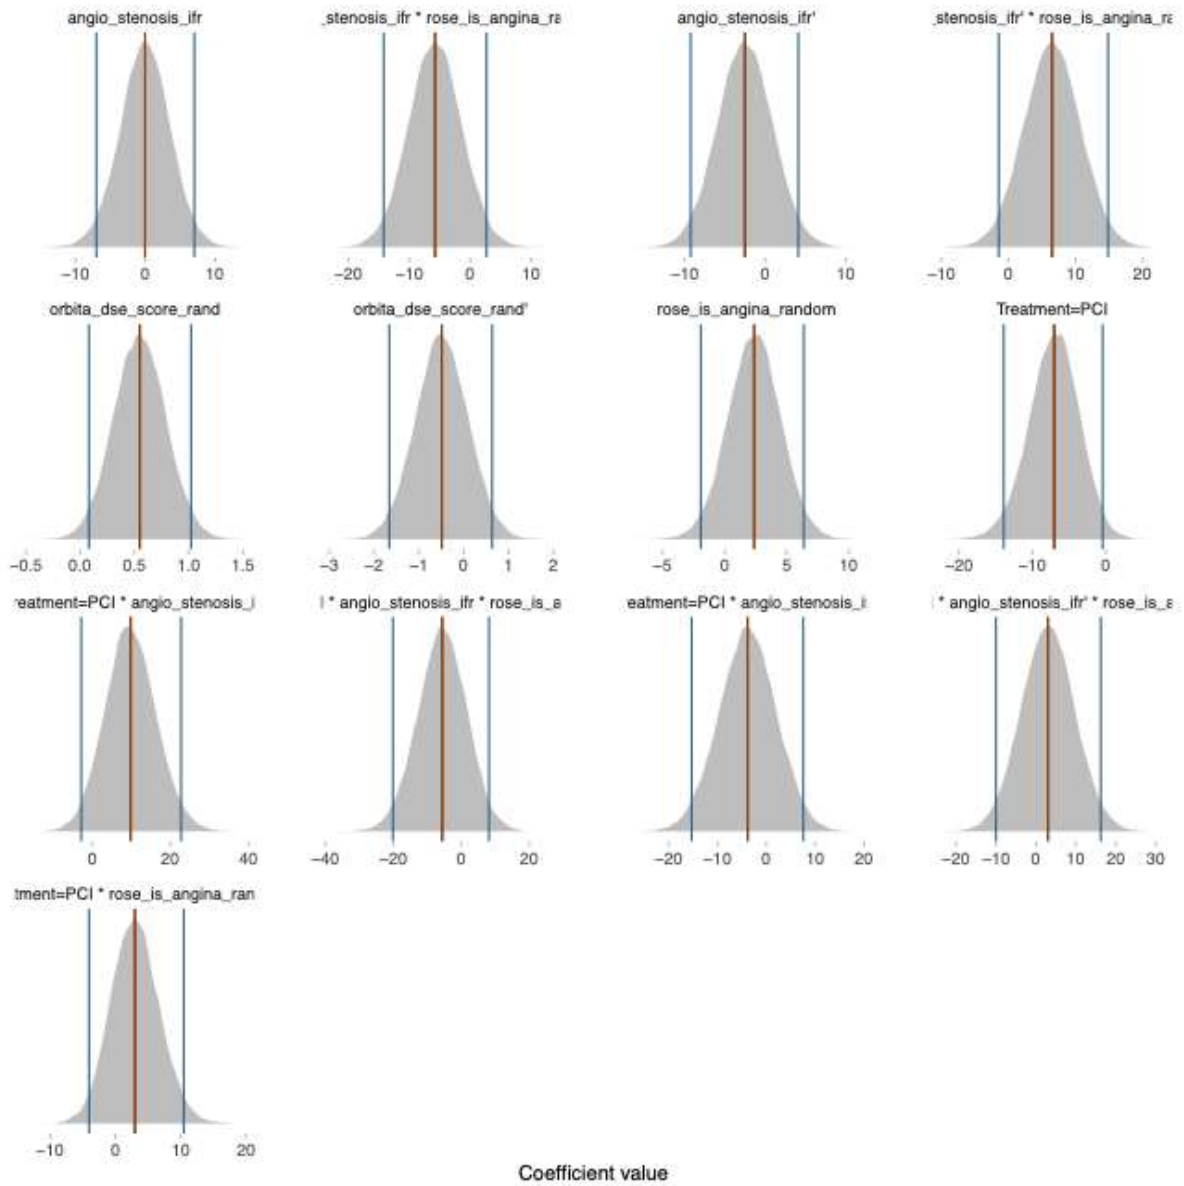 angio_stenosis_ifr _stenosis_ifr * rose_is_angina_ra angio_stenosis_ifr' _stenosis_ifr' * rose_is_angina_ra
−10 0 10 −20 −10 0 10 −10 0 10 −10 0 10 20
orbita_dse_score_rand orbita_dse_score_rand' rose_is_angina_random Treatment=PCI
−0.5 0.0 0.5 1.0 1.5 −3 −2 −1 0 1 2 −5 0 5 10 −20 −10 0
reatment=PCI * angio_stenosis_i * angio_stenosis_ifr * rose_is_a eatment=PCI * angio_stenosis_i * angio_stenosis_ifr' * rose_is_a
0 20 40 −40 −20 0 20 −20 −10 0 10 20 −20 −10 0 10 20 30
tment=PCI * rose_is_angina_ran
−10 0 10 20
Coefficient value